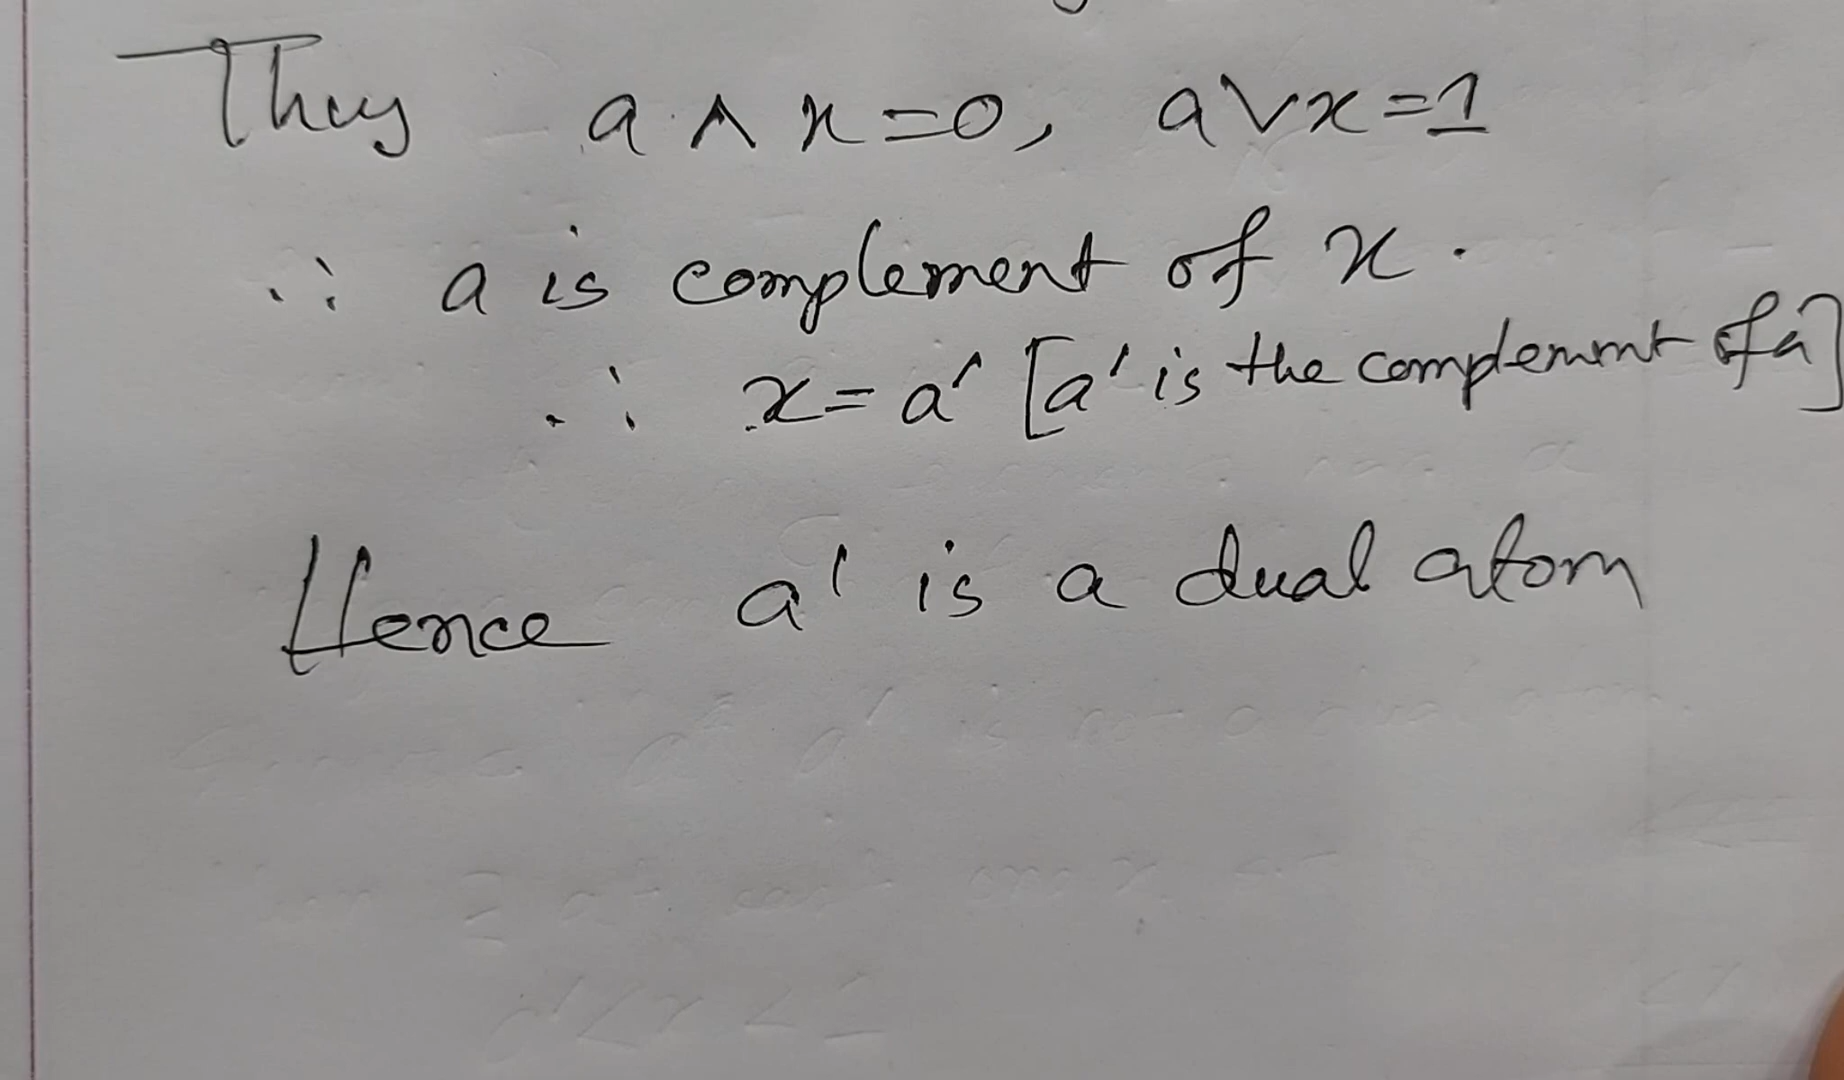 Thus a ∧ x = 0, a ∨ x = 1
∴ a is complement of x.
∴ x = a' [a' is the complement of a]
Hence a' is a dual atom